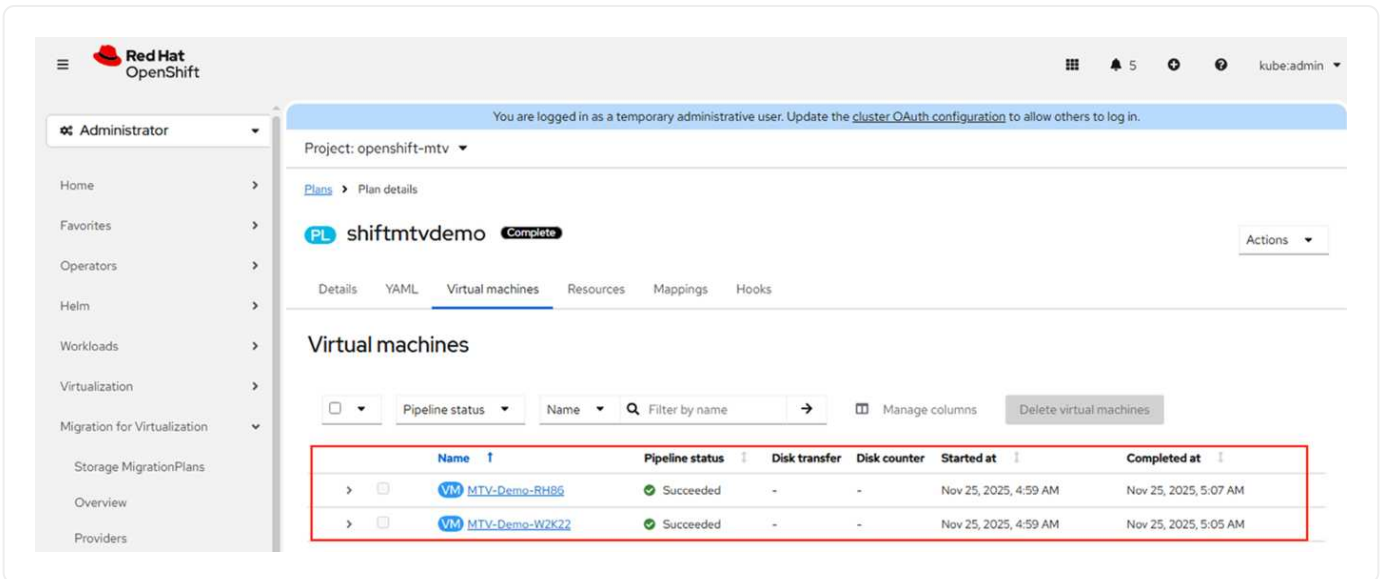 Red Hat
OpenShift
5
kube:admin
Administrator
You are logged in as a temporary administrative user. Update the cluster OAuth configuration to allow others to log in.
Project: openshift-mtv
Home
Favorites
Operators
Helm
Workloads
Virtualization
Migration for Virtualization
Storage MigrationPlans
Overview
Providers
Plans > Plan details
PL shiftmtvdemo Complete
Actions
Details YAML Virtual machines Resources Mappings Hooks
Virtual machines
Pipeline status Name Filter by name Manage columns Delete virtual machines
Name Pipeline status Disk transfer Disk counter Started at Completed at
VM MTV-Demo-RH86 Succeeded - - Nov 25, 2025, 4:59 AM Nov 25, 2025, 5:07 AM
VM MTV-Demo-W2K22 Succeeded - - Nov 25, 2025, 4:59 AM Nov 25, 2025, 5:05 AM